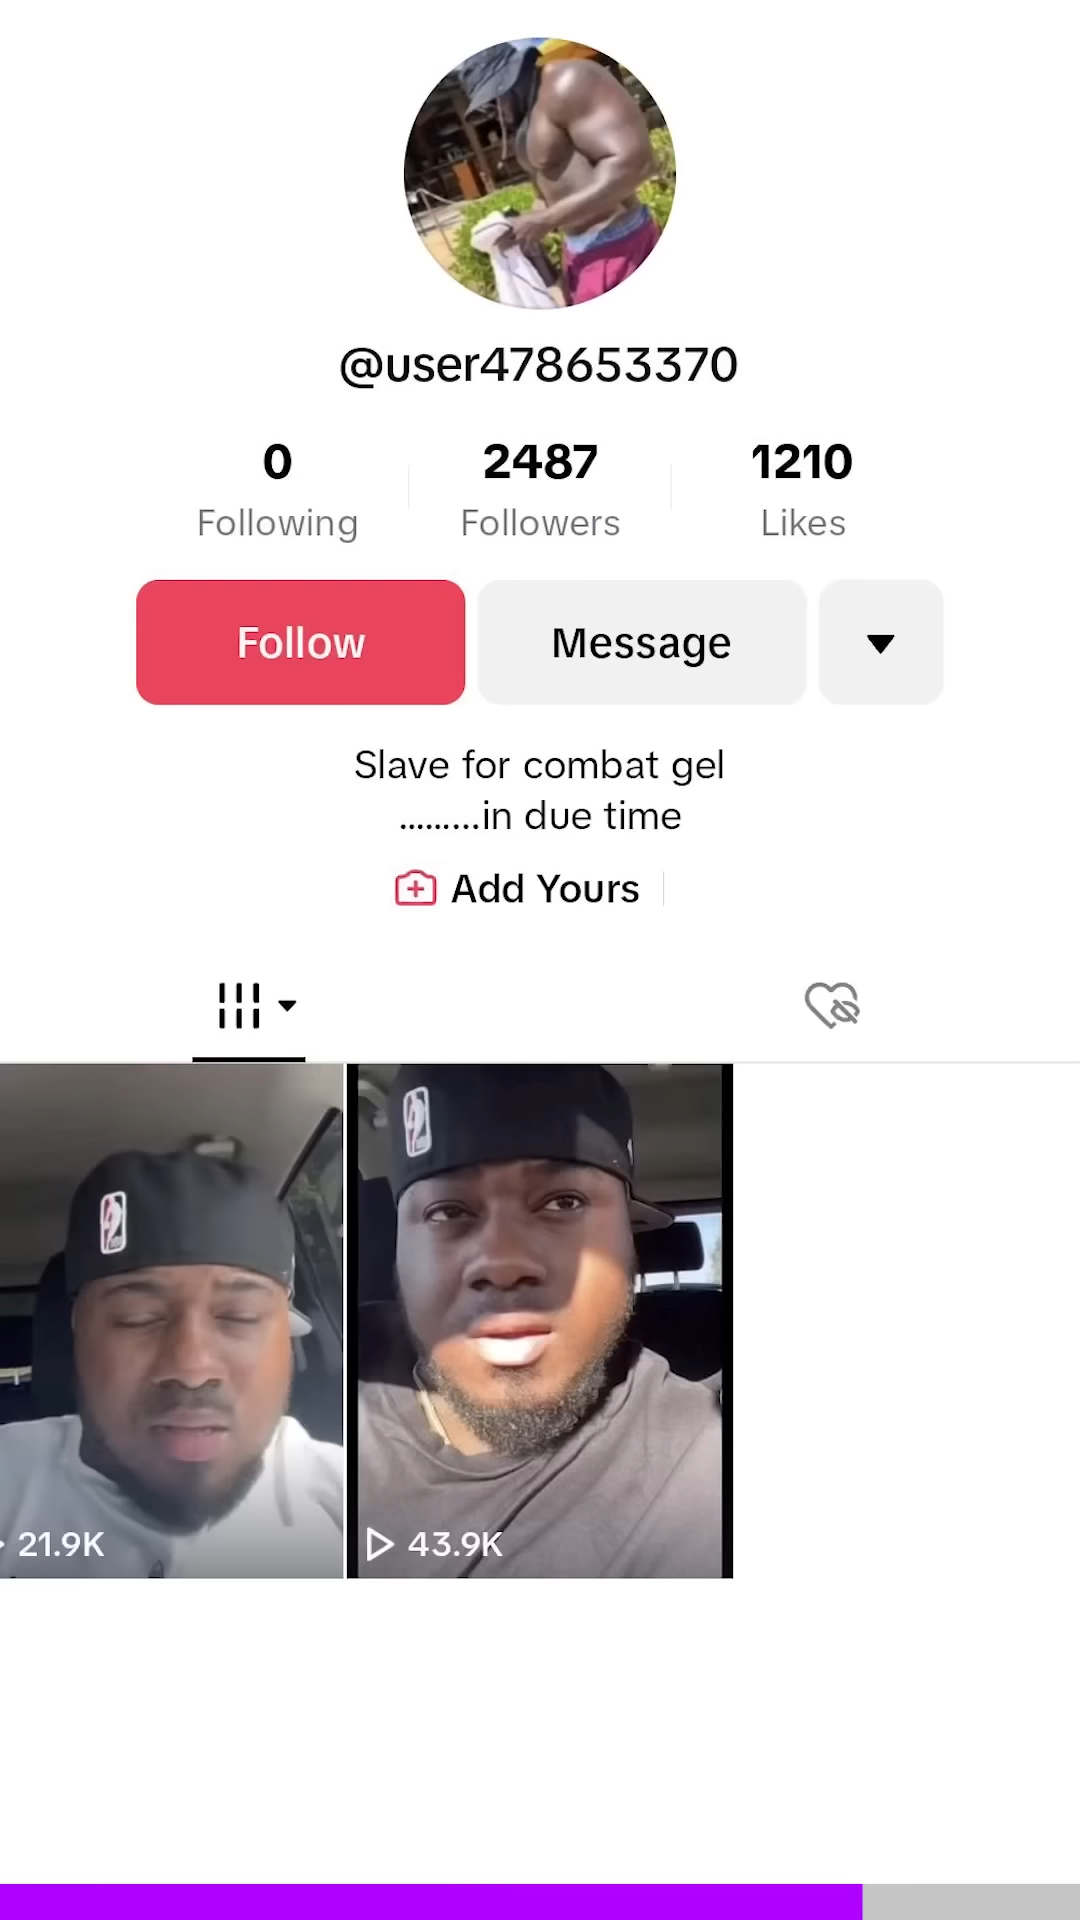 @user478653370
0 2487 1210
Following Followers Likes
Follow Message
Slave for combat gel
.........in due time
Add Yours
21.9K 43.9K